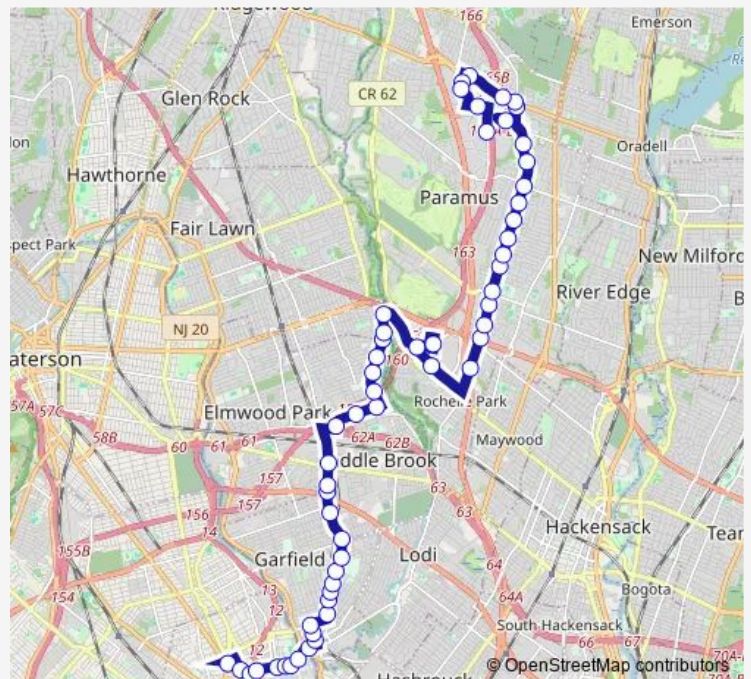 Ridgewood
166
Emerson
65B
CR 62
Glen Rock
Oradell
Hawthorne
Paramus
Fair Lawn
spect Park
163
New Milford
River Edge
NJ 20
aterson
160
57A
57C
Elmwood Park
Rochelle Park
58B
60
61
61
62A
62B
Maywood
ddle Brook
157
63
156
157
63
14
Hackensack
Tear
155B
Garfield
Lodi
64
154
13
12
64A
Bogota
South Hackensack
66
67
70A
12
© OpenStreetMap contributors
Hasbrouck